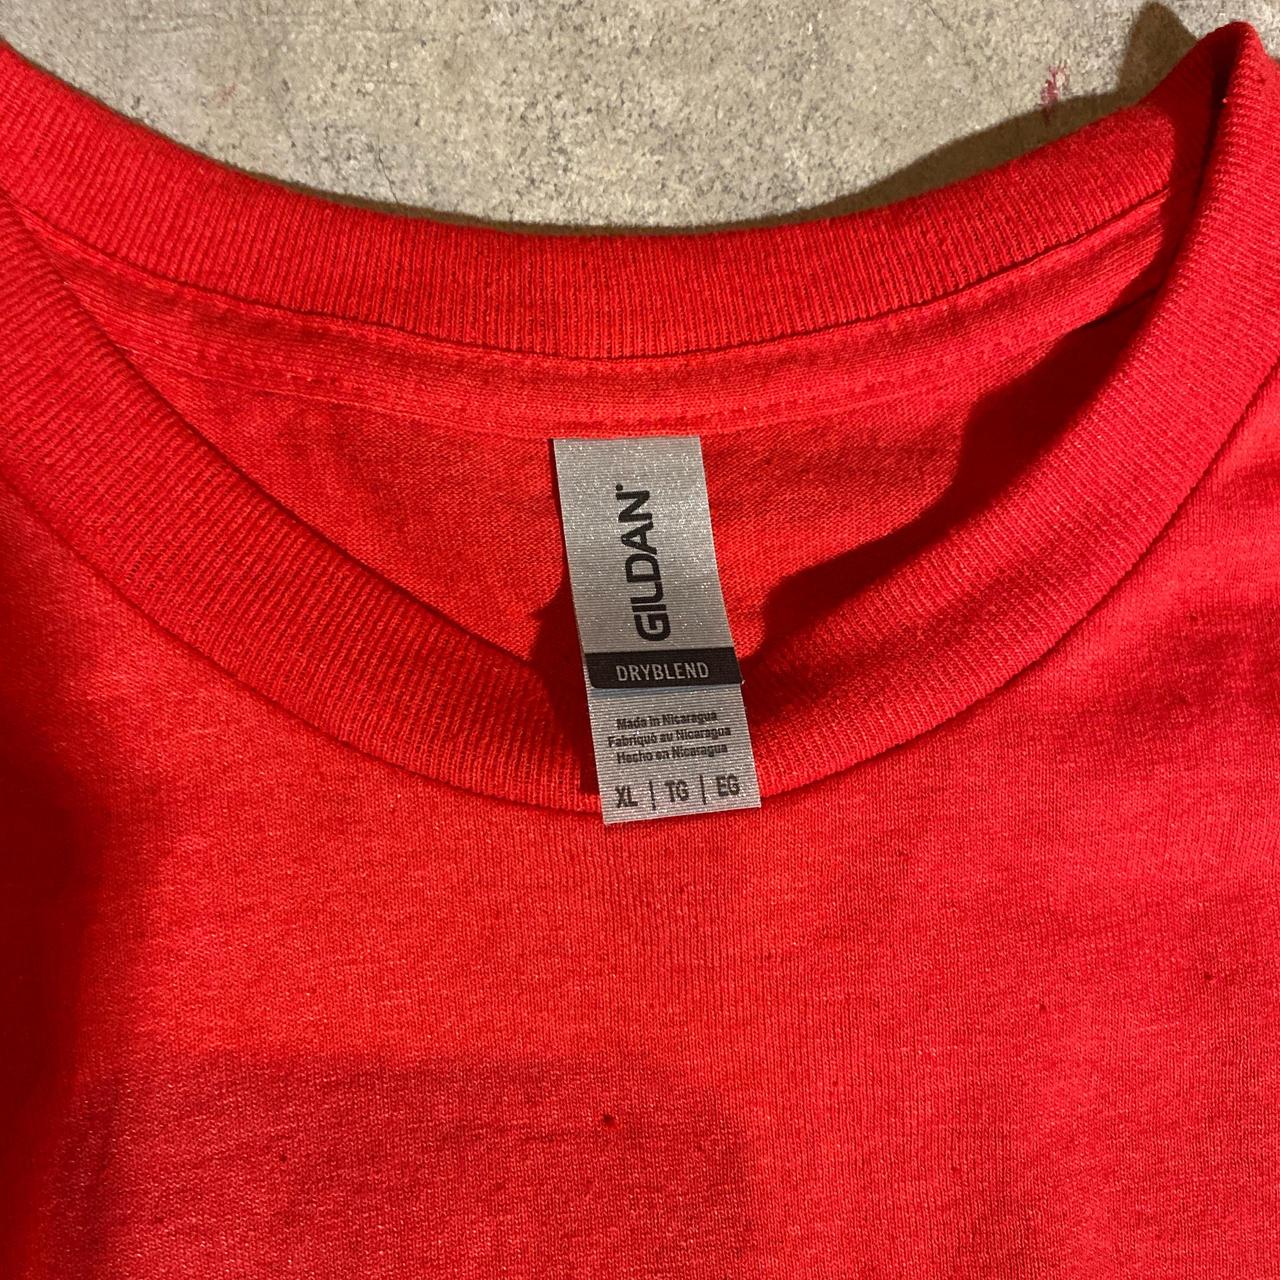 GILDAN
DRYBLEND
Made in Nicaragua
Fabriqué au Nicaragua
Hecho en Nicaragua
XL | TG | EG